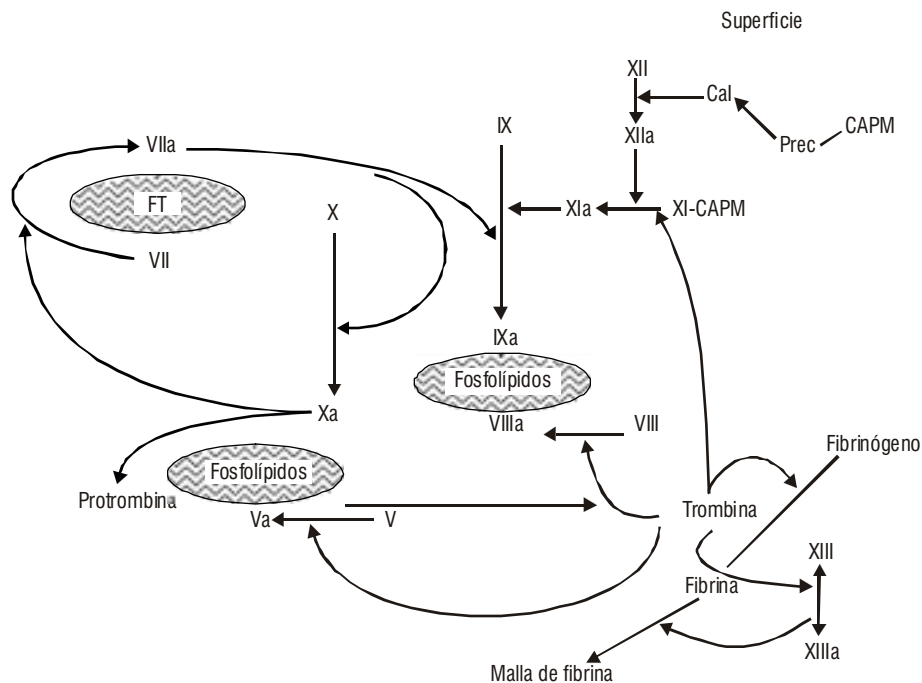 Superficie
XII
Cal
Prec
CAPM
XIIa
IX
VIIa
FT
X
XIa
XI-CAPM
VII
IXa
Fosfolípidos
Xa
VIIIa
VIII
Fibrinógeno
Fosfolípidos
Protrombina
Va
V
Trombina
XIII
Fibrina
XIIIa
Malla de fibrina